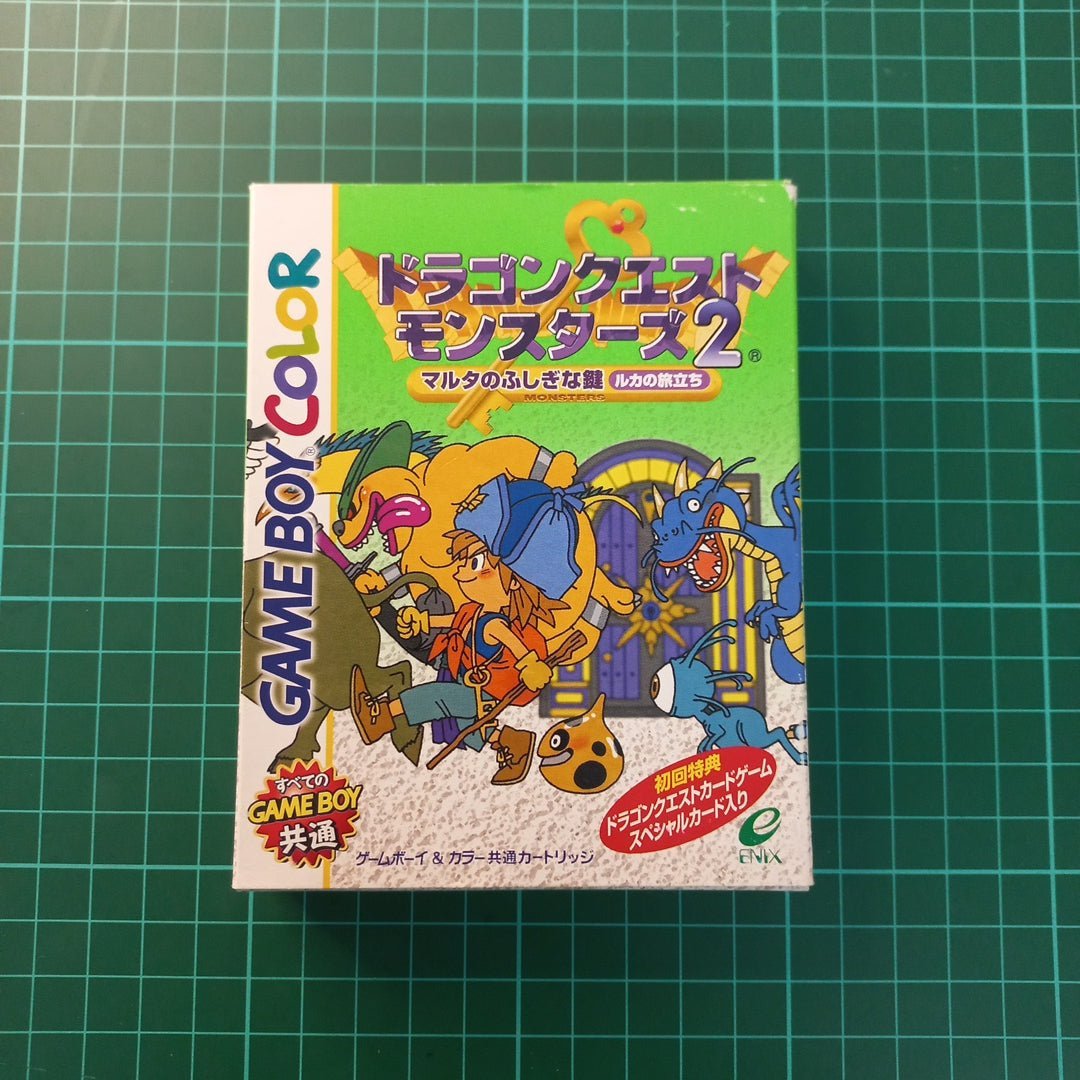 GAME BOY COLOR
ドラゴンクエスト
モンスターズ2
®
マルタのふしぎな鍵 ルカの旅立ち
MONSTERS
すべての
GAME BOY
共通
ゲームボーイ & カラー共通カートリッジ
初回特典
ドラゴンクエストカードゲーム
スペシャルカード入り
ENIX